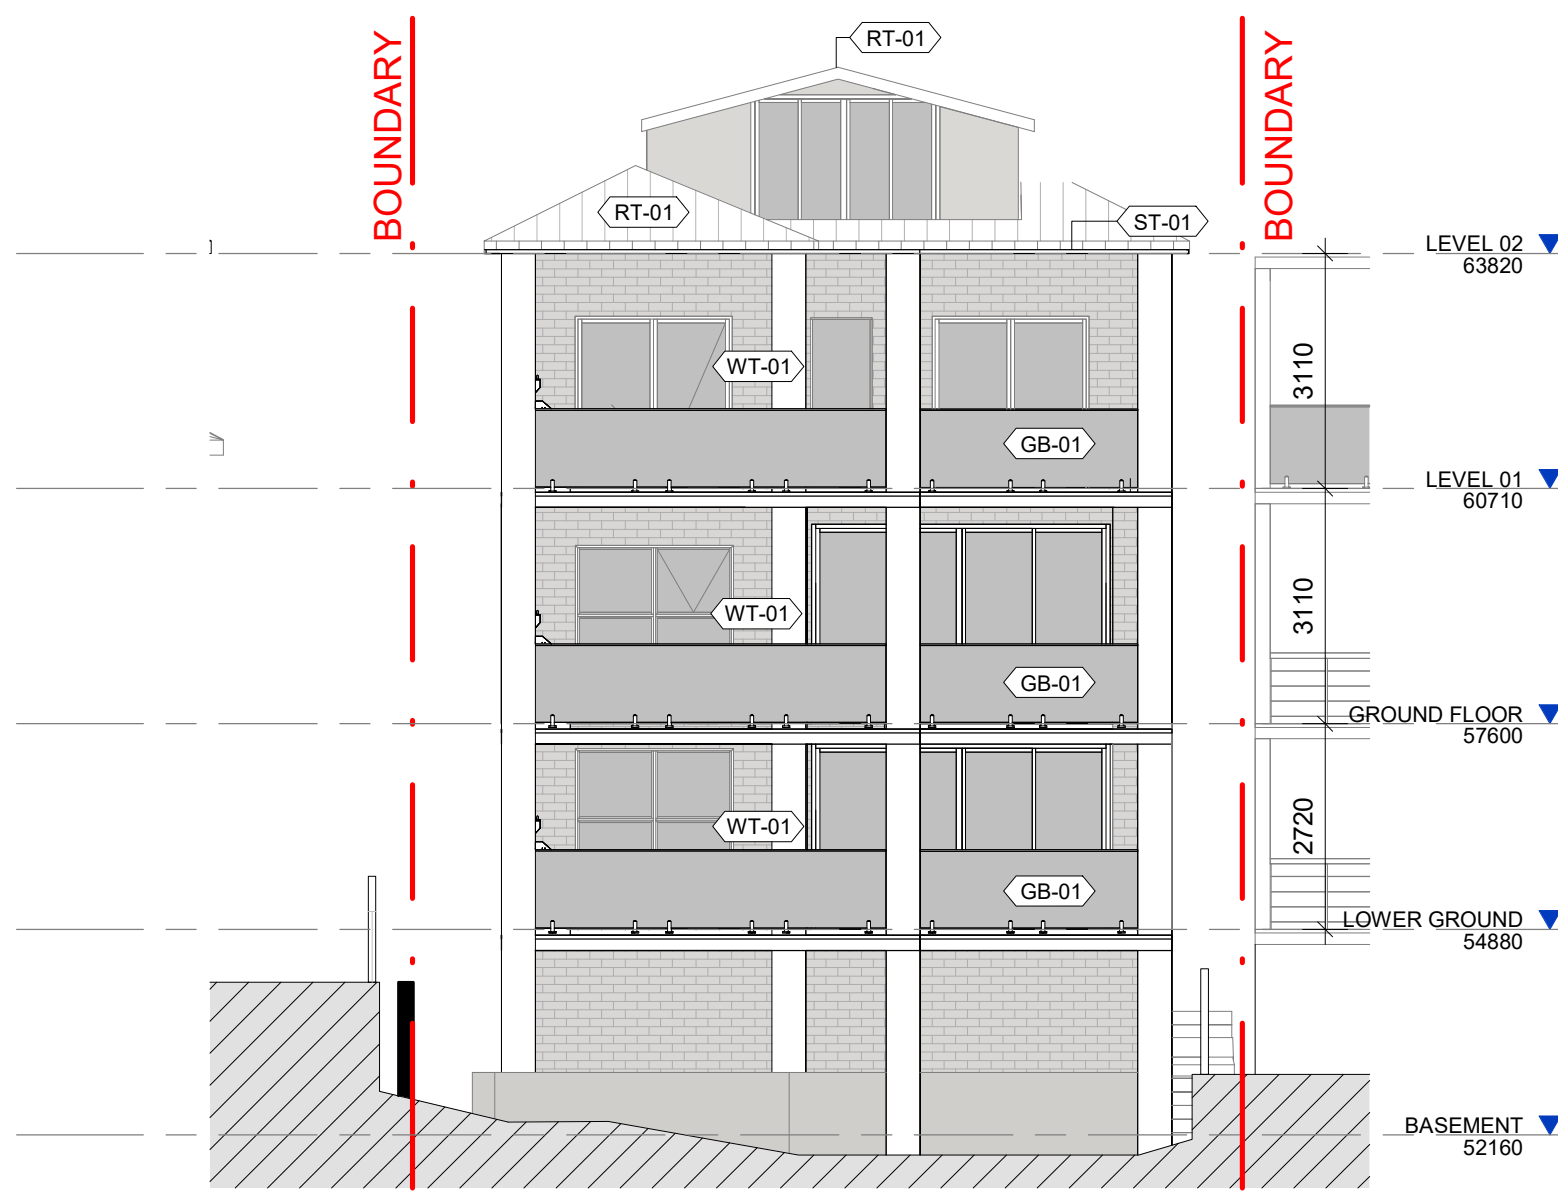 RT-01
BOUNDARY
BOUNDARY
RT-01
ST-01
LEVEL 02
63820
3110
WT-01
GB-01
LEVEL 01
60710
3110
WT-01
GB-01
GROUND FLOOR
57600
2720
WT-01
GB-01
LOWER GROUND
54880
BASEMENT
52160